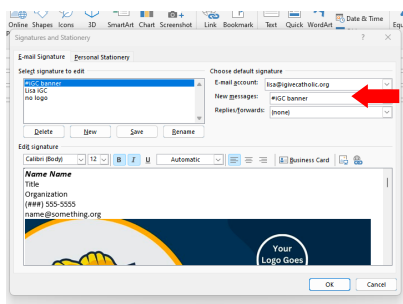 Online Shapes Icons 3D SmartArt Chart Screenshot Link Bookmark Text Quick WordArt Date & Time
Signatures and Stationery ? ×
E-mail Signature Personal Stationery
Select signature to edit Choose default signature
#IGC banner E-mail account: lisa@igivecatholic.org
Lisa IGC New messages: #IGC banner
no logo Replies/forwards: (none)
Delete New Save Rename
Edit signature
Calibri (Body) 12 B I U Automatic Business Card
Name Name
Title
Organization
(###) 555-5555
name@something.org
Your
Logo Goes
OK Cancel